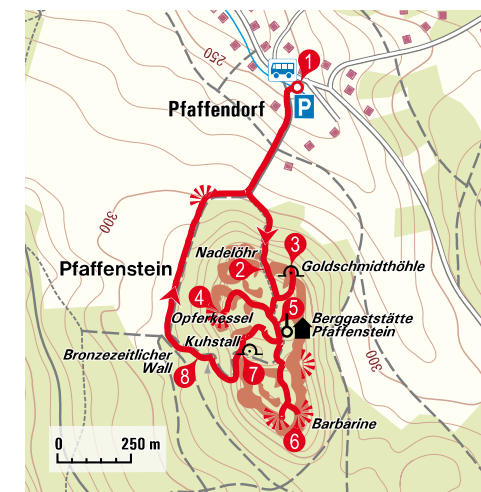 250
1
P
Pfaffendorf
300
3
Nadelöhr
2
Goldschmidthöhle
Pfaffenstein
4
5
Opferkessel
Berggaststätte
Pfaffenstein
Kuhstall
Bronzezeitlicher
Wall
8
7
300
Barbarine
6
0 250 m